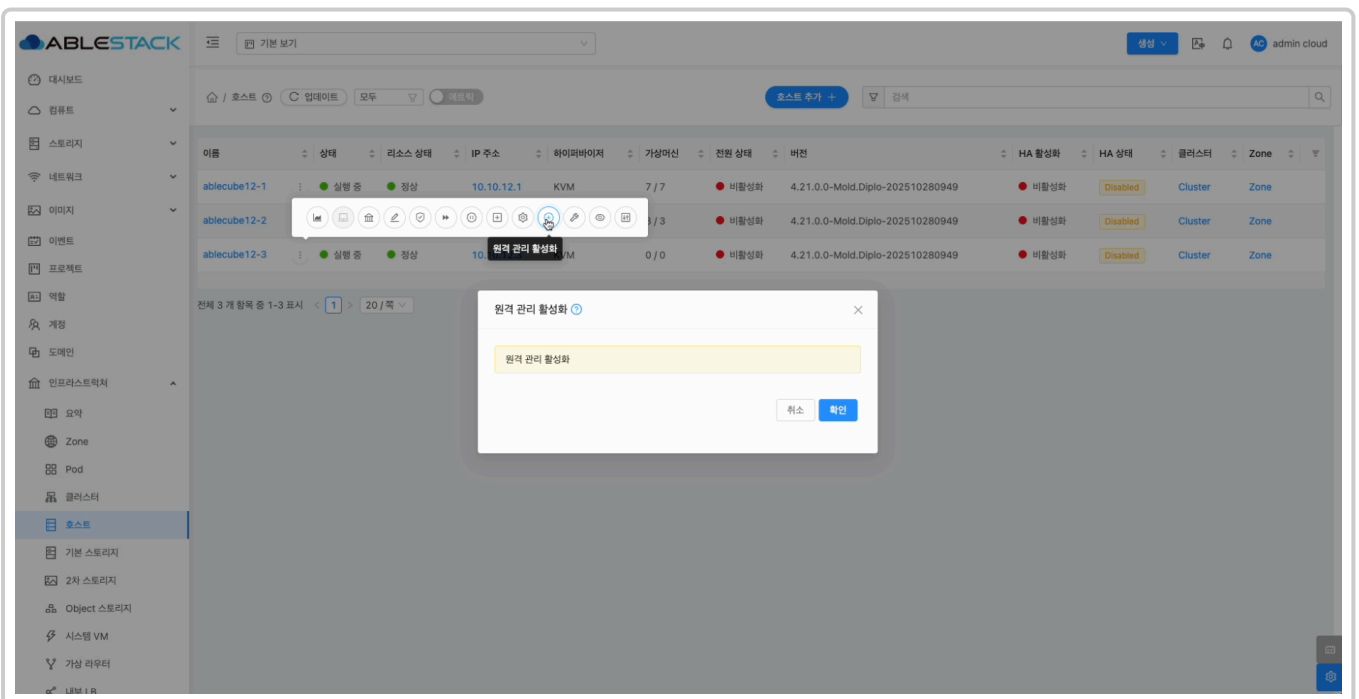 ABLESTACK
기본 보기
생성
AC admin cloud
대시보드
컴퓨트
스토리지
네트워크
이미지
이벤트
프로젝트
역할
계정
도메인
인프라스트럭쳐
요약
Zone
Pod
클러스터
호스트
기본 스토리지
2차 스토리지
Object 스토리지
시스템 VM
가상 라우터
내부 LB
/ 호스트 업데이트 모두 메트릭
호스트 추가 +
검색
이름 상태 리소스 상태 IP 주소 하이퍼바이저 가상머신 전원 상태 버전 HA 활성화 HA 상태 클러스터 Zone
ablecube12-1 실행 중 정상 10.10.12.1 KVM 7 / 7 비활성화 4.21.0.0-Mold.Diplo-202510280949 비활성화 Disabled Cluster Zone
ablecube12-2 / 3 비활성화 4.21.0.0-Mold.Diplo-202510280949 비활성화 Disabled Cluster Zone
원격 관리 활성화
ablecube12-3 실행 중 정상 0 / 0 비활성화 4.21.0.0-Mold.Diplo-202510280949 비활성화 Disabled Cluster Zone
전체 3 개 항목 중 1-3 표시 < 1 > 20 / 쪽
원격 관리 활성화
원격 관리 활성화
취소 확인